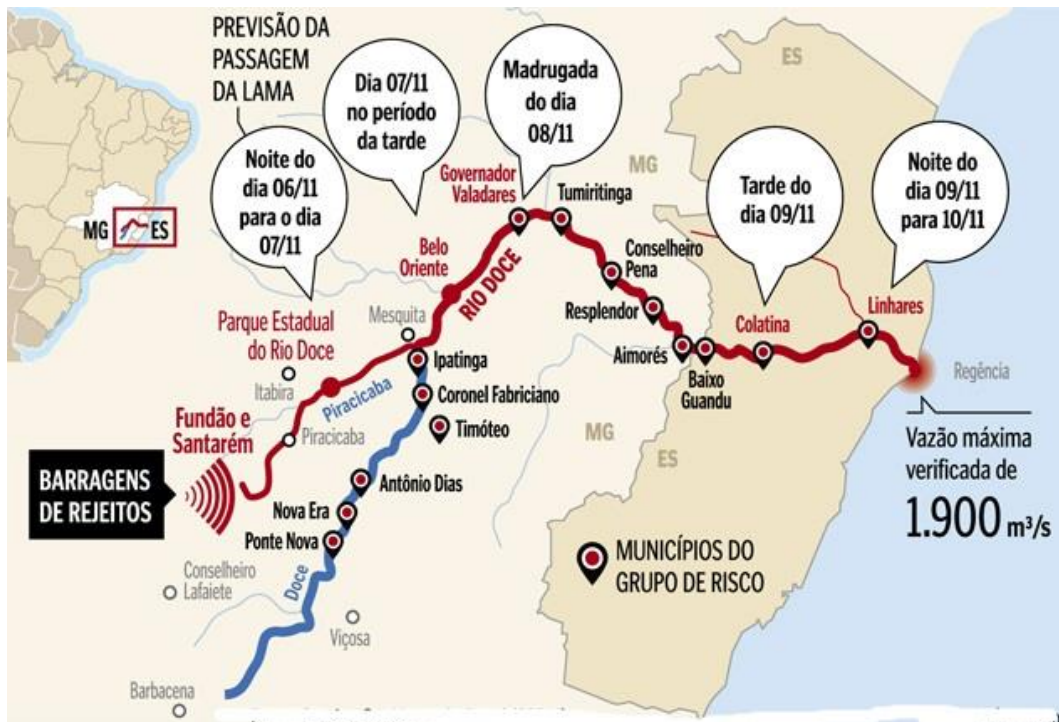 PREVISÃO DA
PASSAGEM
DA LAMA
Noite do
dia 06/11
para o dia
07/11
Dia 07/11
no período
da tarde
Madrugada
do dia
08/11
Tarde do
dia 09/11
Noite do
dia 09/11
para 10/11
ES
MG
MG
ES
Governador
Valadares
Tumiritinga
Belo
Oriente
RIO DOCE
Conselheiro
Pena
Resplendor
Aimorés
Baixo
Guandu
Colatina
Linhares
Regência
Mesquita
Parque Estadual
do Rio Doce
Ipatinga
Itabira
Piracicaba
Coronel Fabriciano
Timóteo
Fundão e
Santarém
Piracicaba
BARRAGENS
DE REJEITOS
Antônio Dias
Nova Era
Ponte Nova
MG
ES
Vazão máxima
verificada de
1.900 m³/s
MUNICÍPIOS DO
GRUPO DE RISCO
Conselheiro
Lafaiete
Doce
Viçosa
Barbacena